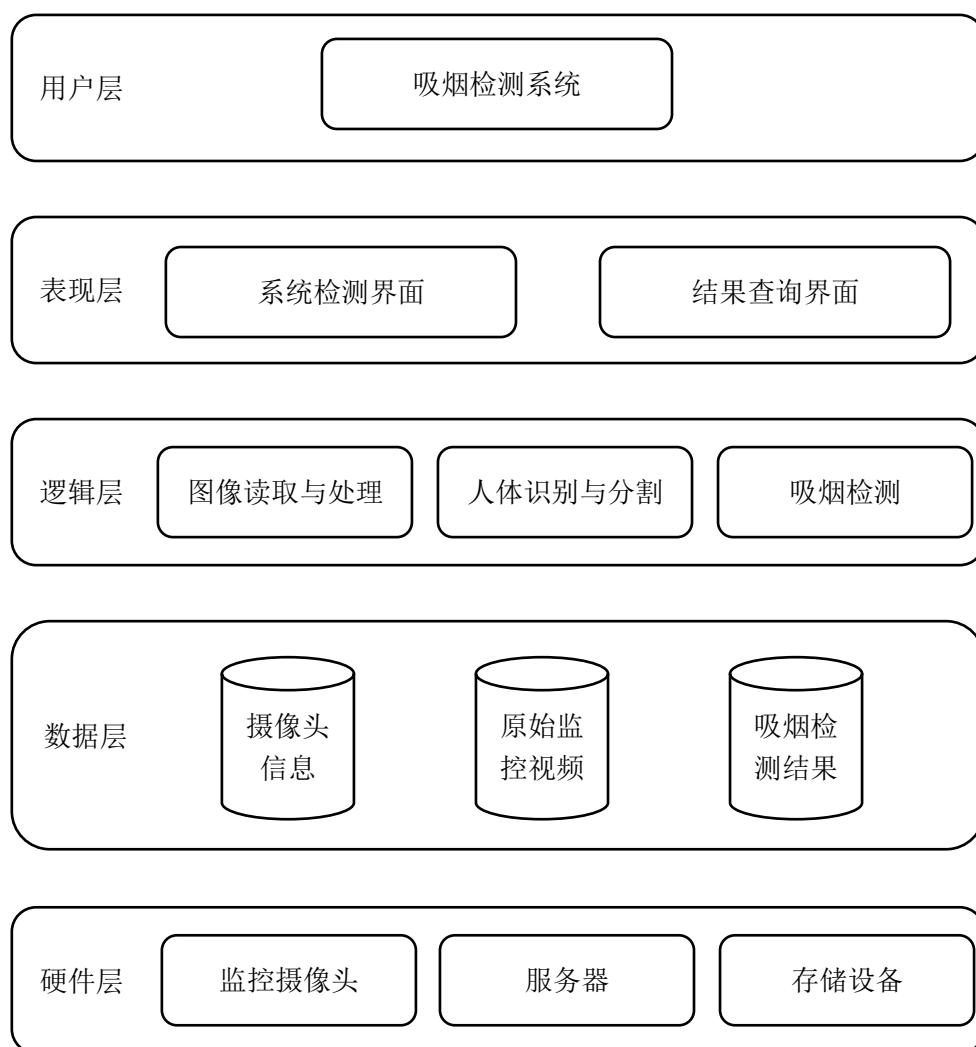 用户层
吸烟检测系统
表现层
系统检测界面
结果查询界面
逻辑层
图像读取与处理
人体识别与分割
吸烟检测
数据层
摄像头
信息
原始监
控视频
吸烟检
测结果
硬件层
监控摄像头
服务器
存储设备